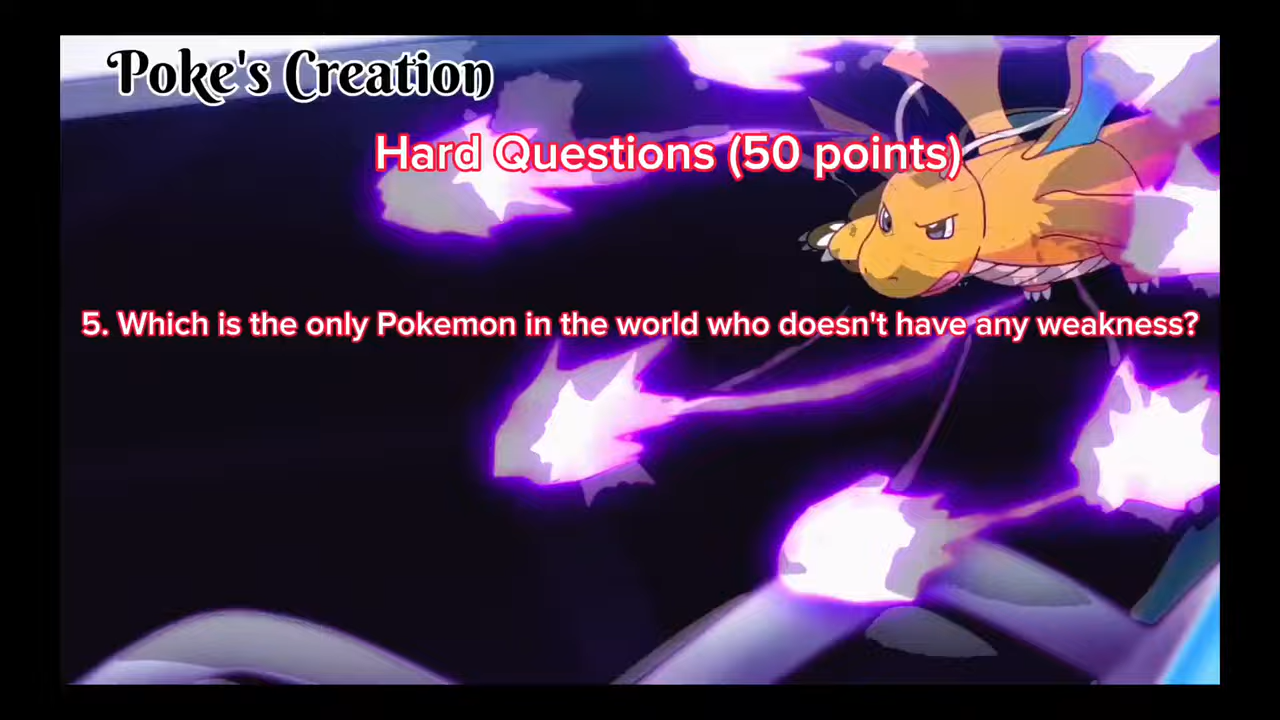 Poke's Creation
Hard Questions (50 points)
5. Which is the only Pokemon in the world who doesn't have any weakness?